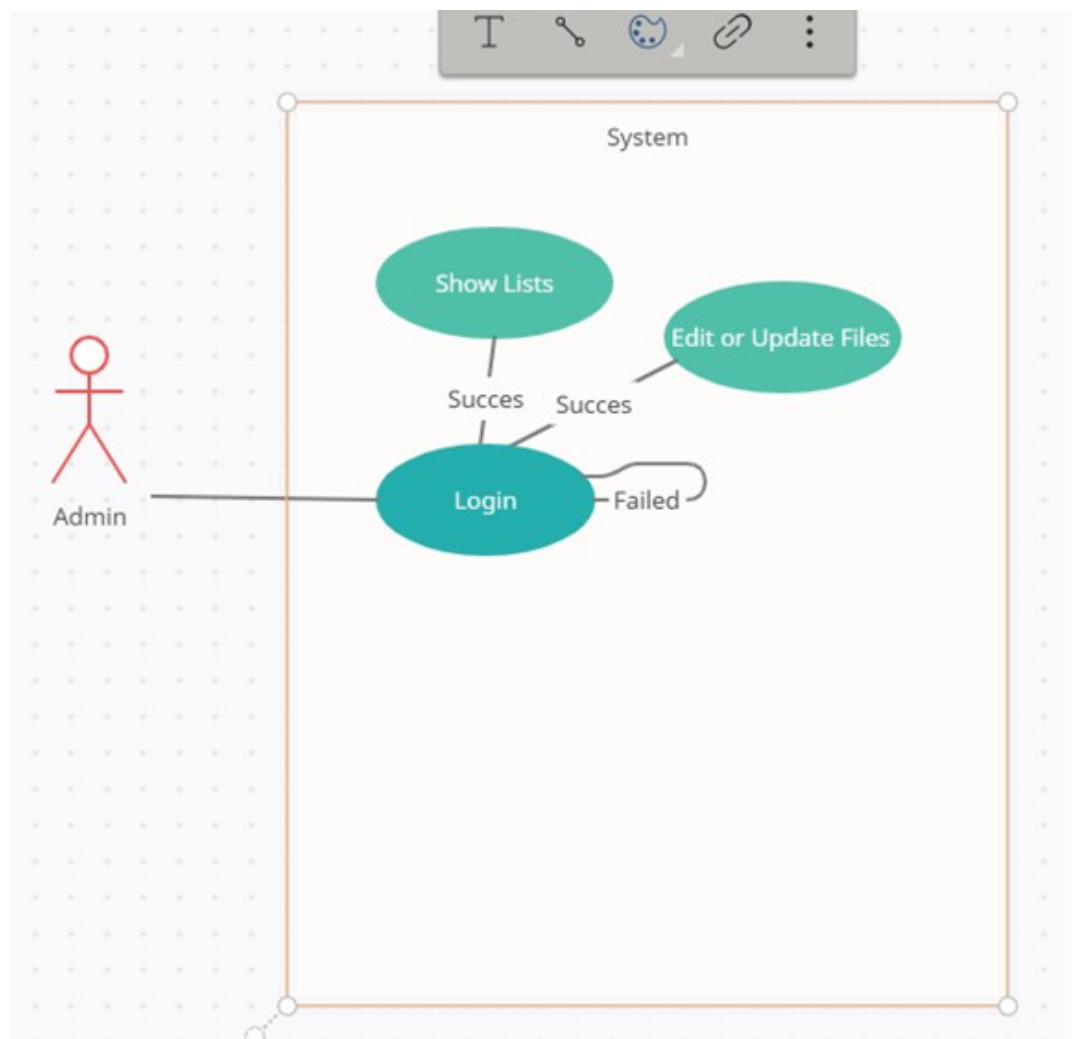 System
Show Lists
Edit or Update Files
Succes
Succes
Login
Failed
Admin